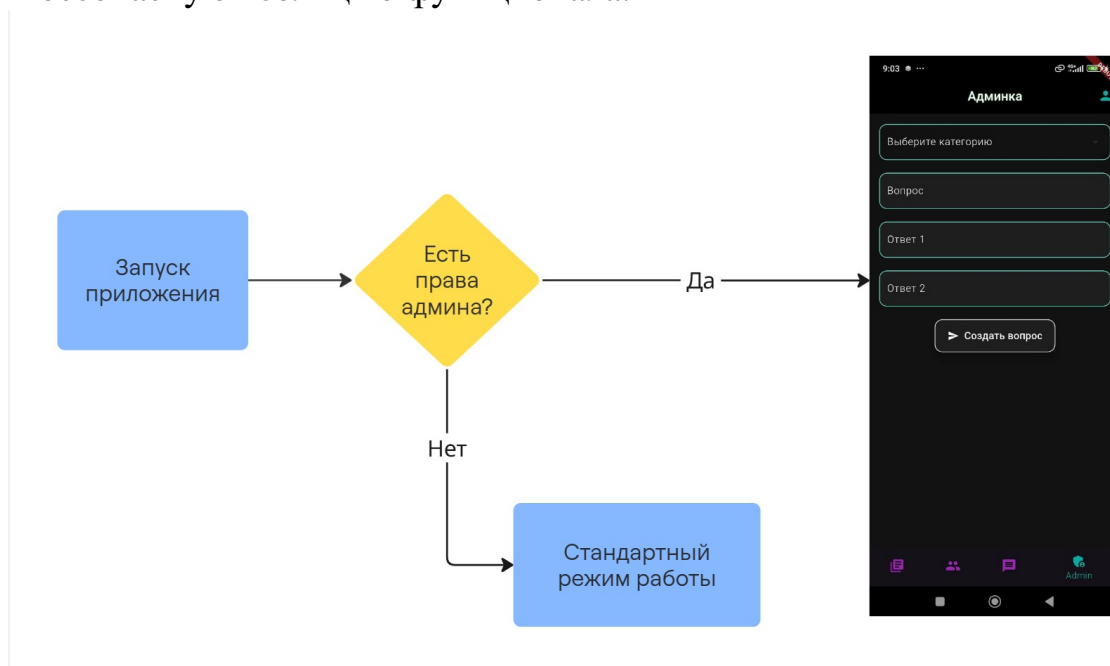 9:03
Админка
Выберите категорию
Вопрос
Ответ 1
Ответ 2
Создать вопрос
Admin
Запуск
приложения
Есть
права
админа?
Да
Нет
Стандартный
режим работы